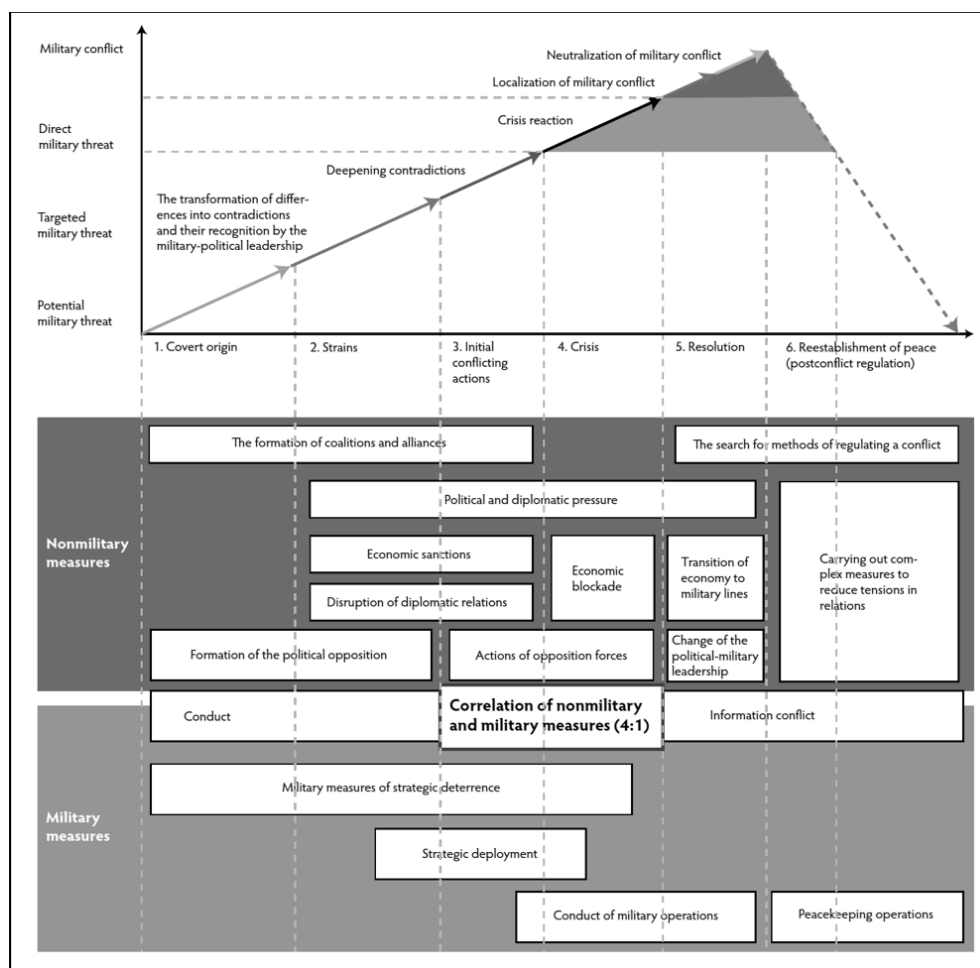 Military conflict
Neutralization of military conflict
Localization of military conflict
Direct
military threat
Crisis reaction
Deepening contradictions
The transformation of differ-
ences into contradictions
and their recognition by the
military-political leadership
Targeted
military threat
Potential
military threat
1. Covert origin
2. Strains
3. Initial
conflicting
actions
4. Crisis
5. Resolution
6. Reestablishment of peace
(postconflict regulation)
Nonmilitary
measures
The formation of coalitions and alliances
The search for methods of regulating a conflict
Political and diplomatic pressure
Economic sanctions
Disruption of diplomatic relations
Economic
blockade
Transition of
economy to
military lines
Carrying out com-
plex measures to
reduce tensions in
relations
Formation of the political opposition
Actions of opposition forces
Change of the
political-military
leadership
Conduct
Correlation of nonmilitary
and military measures (4:1)
Information conflict
Military
measures
Military measures of strategic deterrence
Strategic deployment
Conduct of military operations
Peacekeeping operations